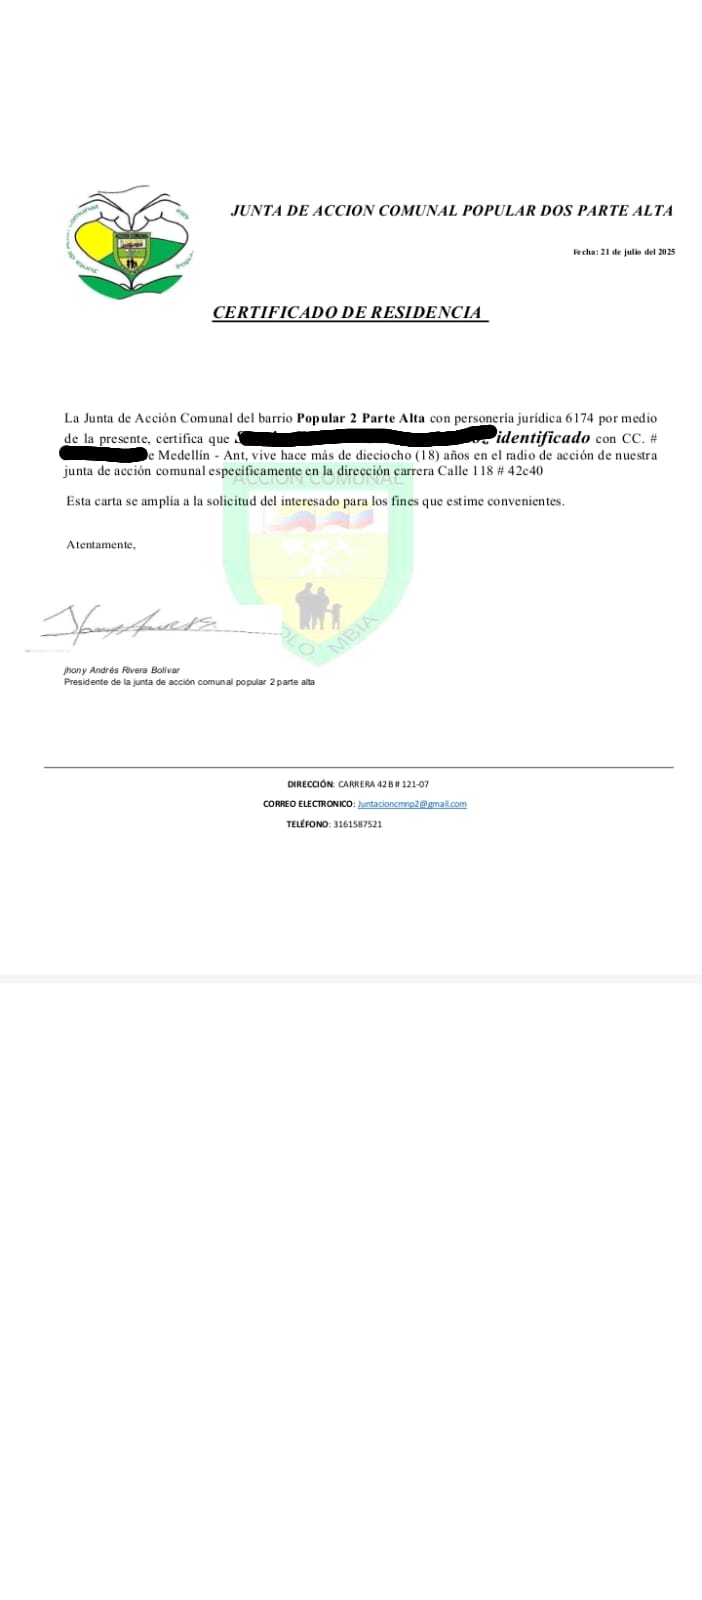 JUNTA DE ACCION COMUNAL POPULAR DOS PARTE ALTA
Fecha: 21 de julio del 2025
CERTIFICADO DE RESIDENCIA
La Junta de Acción Comunal del barrio Popular 2 Parte Alta con personería jurídica 6174 por medio
de la presente, certifica que identificado con CC. #
e Medellín - Ant, vive hace más de dieciocho (18) años en el radio de acción de nuestra
junta de acción comunal específicamente en la dirección carrera Calle 118 # 42c40
ACCION COMUNAL
Esta carta se amplía a la solicitud del interesado para los fines que estime convenientes.
Atentamente,
COLOMBIA
jhony Andrés Rivera Bolívar
Presidente de la junta de acción comunal popular 2 parte alta
DIRECCIÓN: CARRERA 42 B # 121-07
CORREO ELECTRONICO: Juntacioncmnp2@gmail.com
TELÉFONO: 3161587521